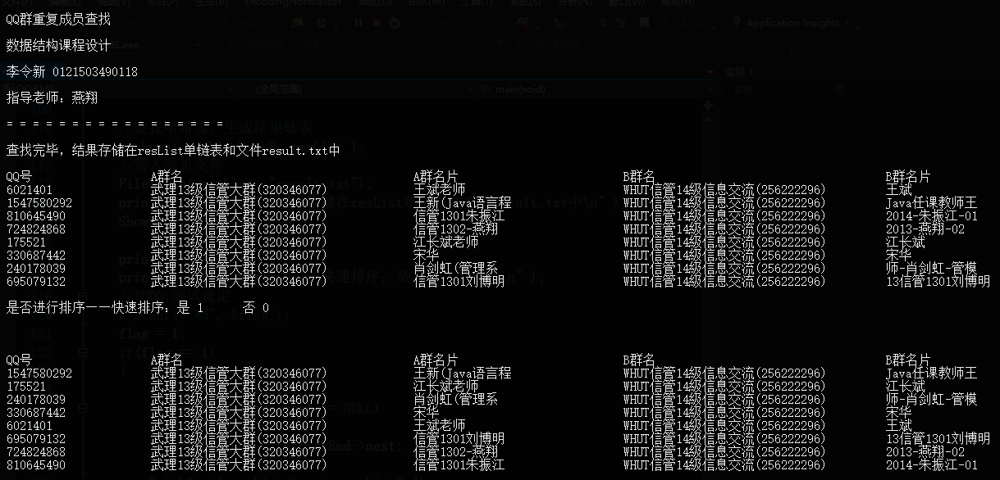 QQ群重复成员查找
数据结构课程设计
李令新 0121503490118
指导老师：燕翔
= = = = = = = = = = = = = = = = =
查找完毕，结果存储在resList单链表和文件result.txt中
QQ号 A群名 A群名片 B群名 B群名片
6021401 武理13级信管大群(320346077) 王斌老师 WHUT信管14級信息交流(256222296) 王斌
1547580292 武理13级信管大群(320346077) 王新(Java语言程 WHUT信管14級信息交流(256222296) Java任课教师王
810645490 武理13级信管大群(320346077) 信管1301朱振江 WHUT信管14級信息交流(256222296) 2014-朱振江-01
724824868 武理13级信管大群(320346077) 信管1302-燕翔 WHUT信管14級信息交流(256222296) 2013-燕翔-02
175521 武理13级信管大群(320346077) 江长斌老师 WHUT信管14級信息交流(256222296) 江长斌
330687442 武理13级信管大群(320346077) 宋华 WHUT信管14級信息交流(256222296) 宋华
240178039 武理13级信管大群(320346077) 肖剑虹(管理系 WHUT信管14級信息交流(256222296) 师-肖剑虹-管模
695079132 武理13级信管大群(320346077) 信管1301刘博明 WHUT信管14級信息交流(256222296) 13信管1301刘博明
是否进行排序——快速排序：是 1 否 0
QQ号 A群名 A群名片 B群名 B群名片
1547580292 武理13级信管大群(320346077) 王新(Java语言程 WHUT信管14級信息交流(256222296) Java任课教师王
175521 武理13级信管大群(320346077) 江长斌老师 WHUT信管14級信息交流(256222296) 江长斌
240178039 武理13级信管大群(320346077) 肖剑虹(管理系 WHUT信管14級信息交流(256222296) 师-肖剑虹-管模
330687442 武理13级信管大群(320346077) 宋华 WHUT信管14級信息交流(256222296) 宋华
6021401 武理13级信管大群(320346077) 王斌老师 WHUT信管14級信息交流(256222296) 王斌
695079132 武理13级信管大群(320346077) 信管1301刘博明 WHUT信管14級信息交流(256222296) 13信管1301刘博明
724824868 武理13级信管大群(320346077) 信管1302-燕翔 WHUT信管14級信息交流(256222296) 2013-燕翔-02
810645490 武理13级信管大群(320346077) 信管1301朱振江 WHUT信管14級信息交流(256222296) 2014-朱振江-01